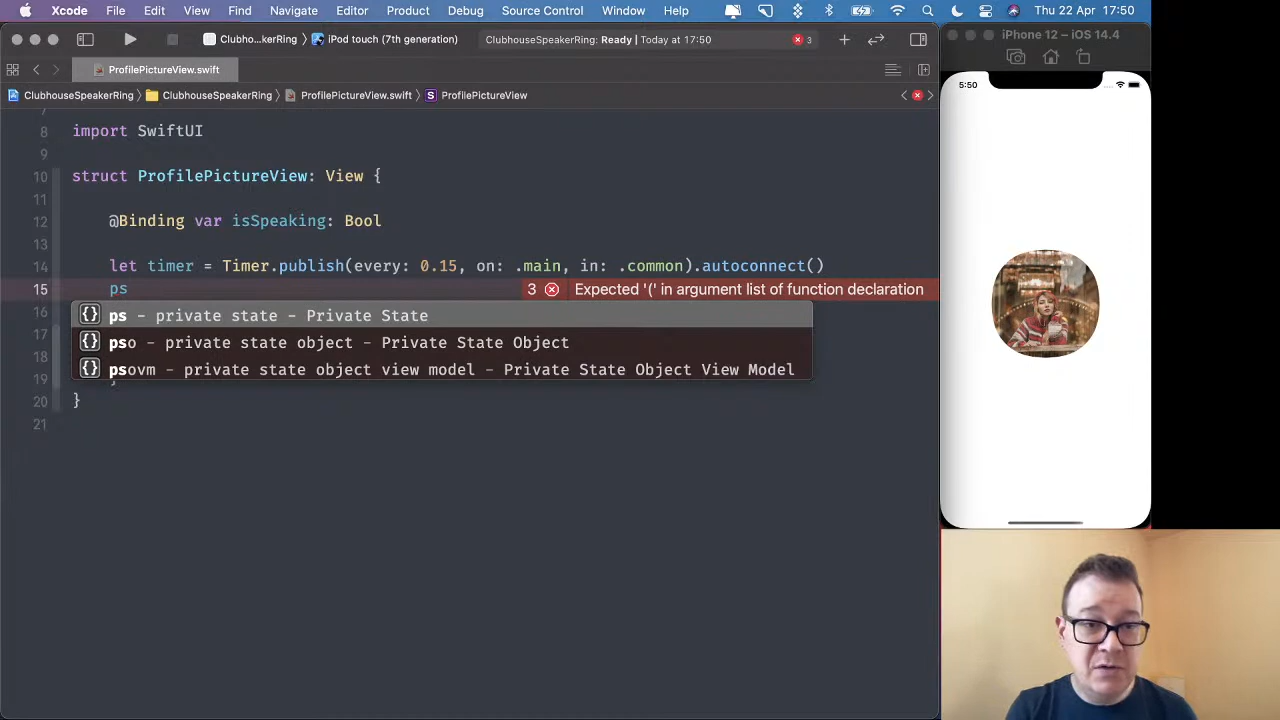 Xcode File Edit View Find Navigate Editor Product Debug Source Control Window Help Thu 22 Apr 17:50
Clubho...kerRing 〉 iPod touch (7th generation) ClubhouseSpeakerRing: Ready | Today at 17:50 3
iPhone 12 – iOS 14.4
ProfilePictureView.swift
5:50
ClubhouseSpeakerRing 〉 ClubhouseSpeake 〉 ProfilePictureView.swift 〉 S ProfilePictureView
8 import SwiftUI
9
10 struct ProfilePictureView: View {
11
12 @Binding var isSpeaking: Bool
13
14 let timer = Timer.publish(every: 0.15, on: .main, in: .common).autoconnect()
15 ps 3 Expected '(' in argument list of function declaration
16 {} ps - private state - Private State
17 {} pso - private state object - Private State Object
18 {} psovm - private state object view model - Private State Object View Model
19 }
20 }
21